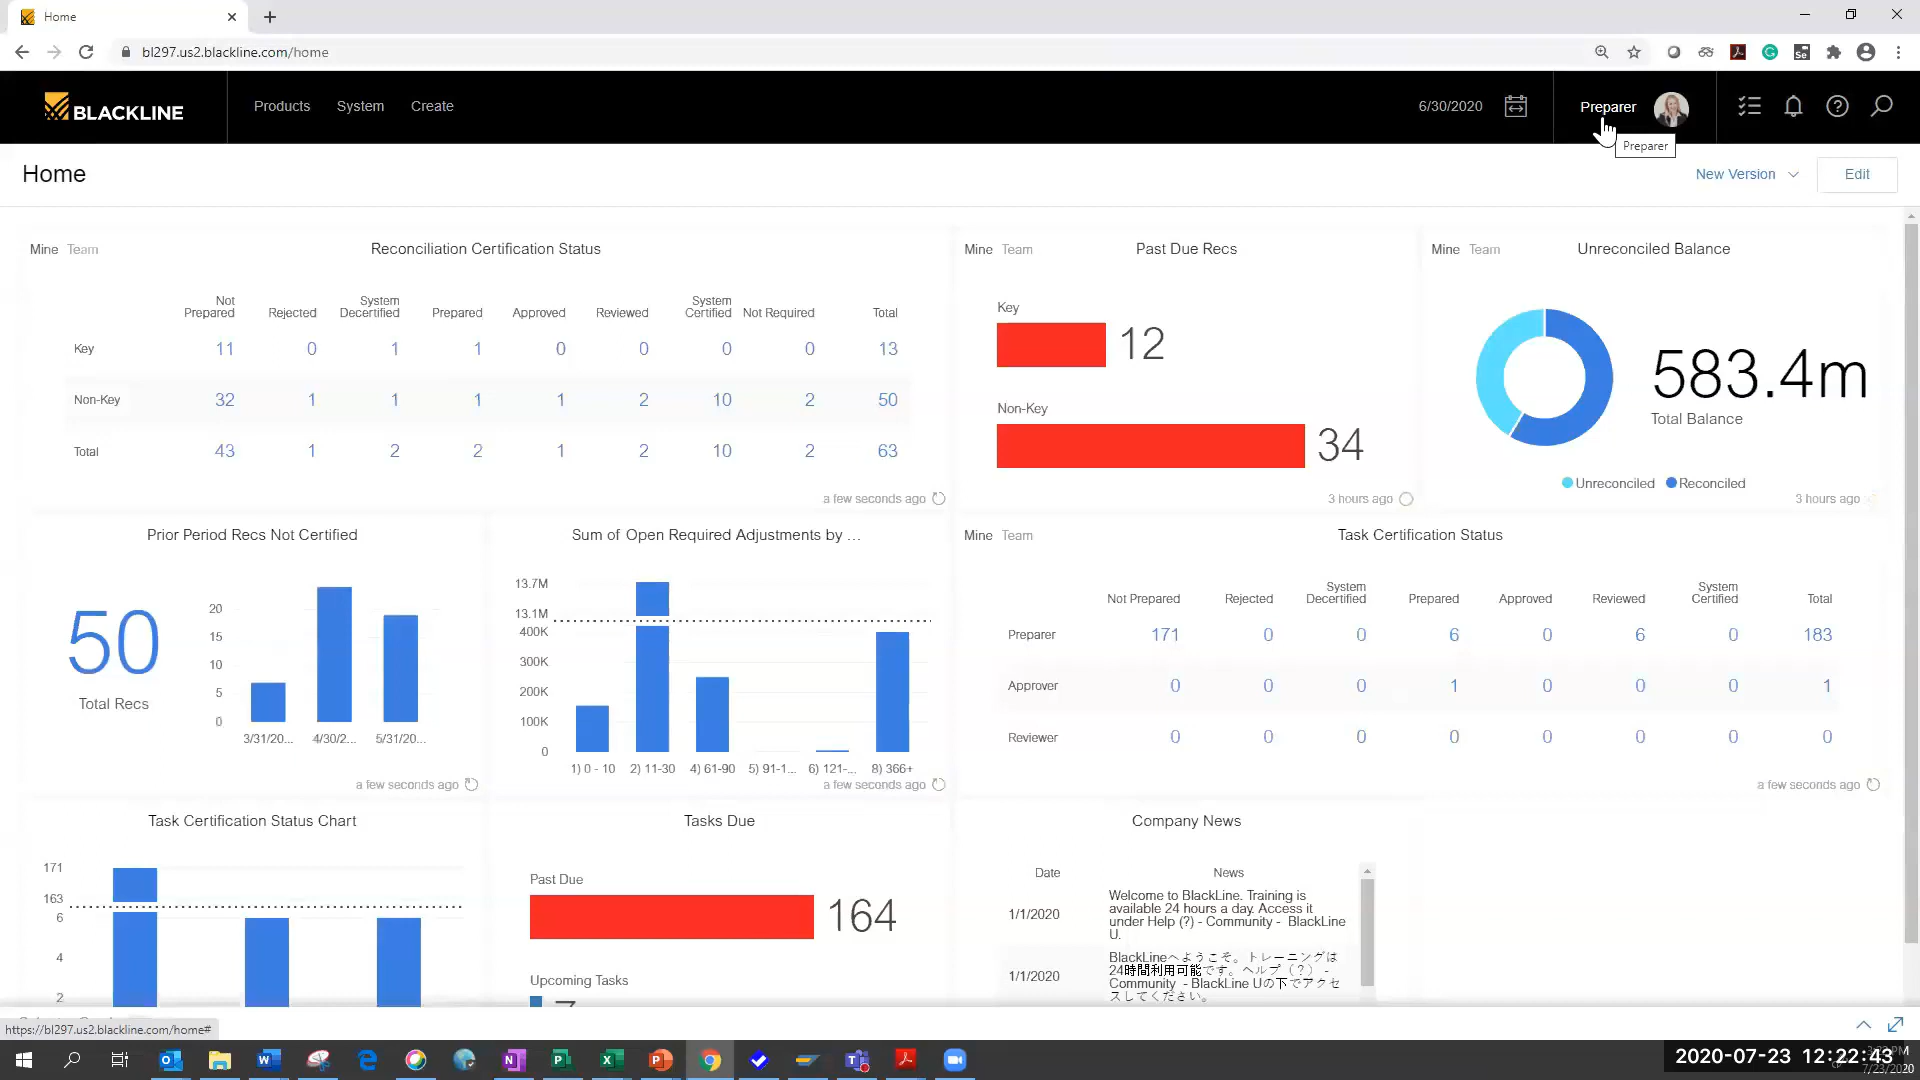 Home
bl297.us2.blackline.com/home
BLACKLINE
Products System Create
6/30/2020
Preparer
Preparer
Home
New Version
Edit
Mine Team
Reconciliation Certification Status
Not Prepared Rejected System Decertified Prepared Approved Reviewed System Certified Not Required Total
Key 11 0 1 1 0 0 0 0 13
Non-Key 32 1 1 1 1 2 10 2 50
Total 43 1 2 2 1 2 10 2 63
a few seconds ago
Mine Team
Past Due Recs
Key
12
Non-Key
34
3 hours ago
Mine Team
Unreconciled Balance
583.4m
Total Balance
Unreconciled Reconciled
3 hours ago
Prior Period Recs Not Certified
50
Total Recs
20
15
10
5
0
3/31/20... 4/30/2... 5/31/20...
a few seconds ago
Sum of Open Required Adjustments by ...
13.7M
13.1M
400K
300K
200K
100K
0
1) 0 - 10 2) 11-30 4) 61-90 5) 91-1... 6) 121-... 8) 366+
a few seconds ago
Mine Team
Task Certification Status
Not Prepared Rejected System Decertified Prepared Approved Reviewed System Certified Total
Preparer 171 0 0 6 0 6 0 183
Approver 0 0 0 1 0 0 0 1
Reviewer 0 0 0 0 0 0 0 0
a few seconds ago
Task Certification Status Chart
171
163
6
4
2
Tasks Due
Past Due
164
Upcoming Tasks
Company News
Date News
1/1/2020
Welcome to BlackLine. Training is
available 24 hours a day. Access it
under Help (?) - Community - BlackLine
U.
1/1/2020
BlackLineへようこそ。トレーニングは
24時間利用可能です。ヘルプ（？） -
Community - BlackLine Uの下でアクセ
スしてください。
https://bl297.us2.blackline.com/home#
2020-07-23 12:22:43
7/23/2020